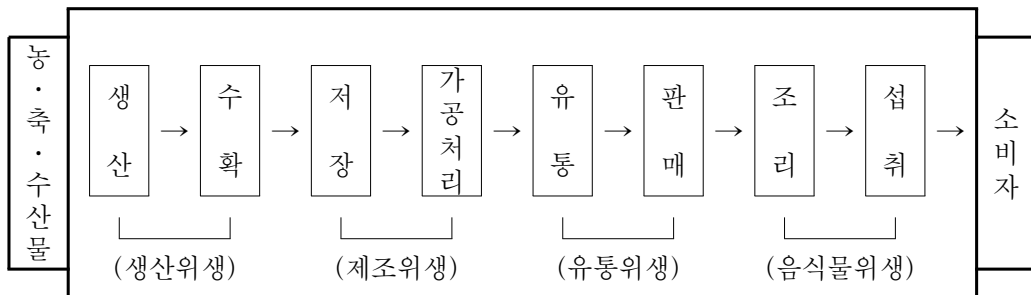 농·축·수산물
생산 → 수확 → 저장 → 가공처리 → 유통 → 판매 → 조리 → 섭취 →
소비자
(생산위생) (제조위생) (유통위생) (음식물위생)